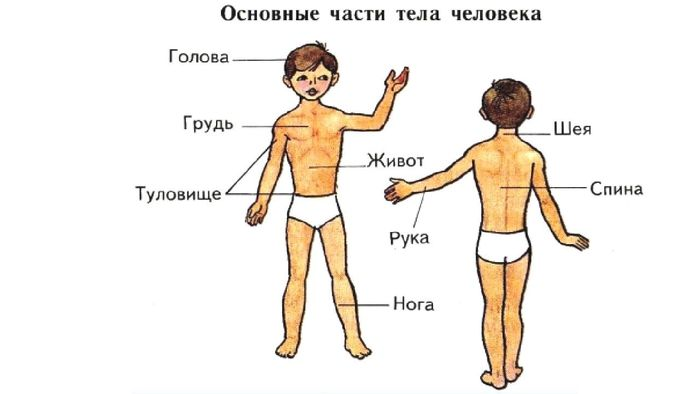 Основные части тела человека
Голова
Грудь
Шея
Живот
Туловище
Спина
Рука
Нога